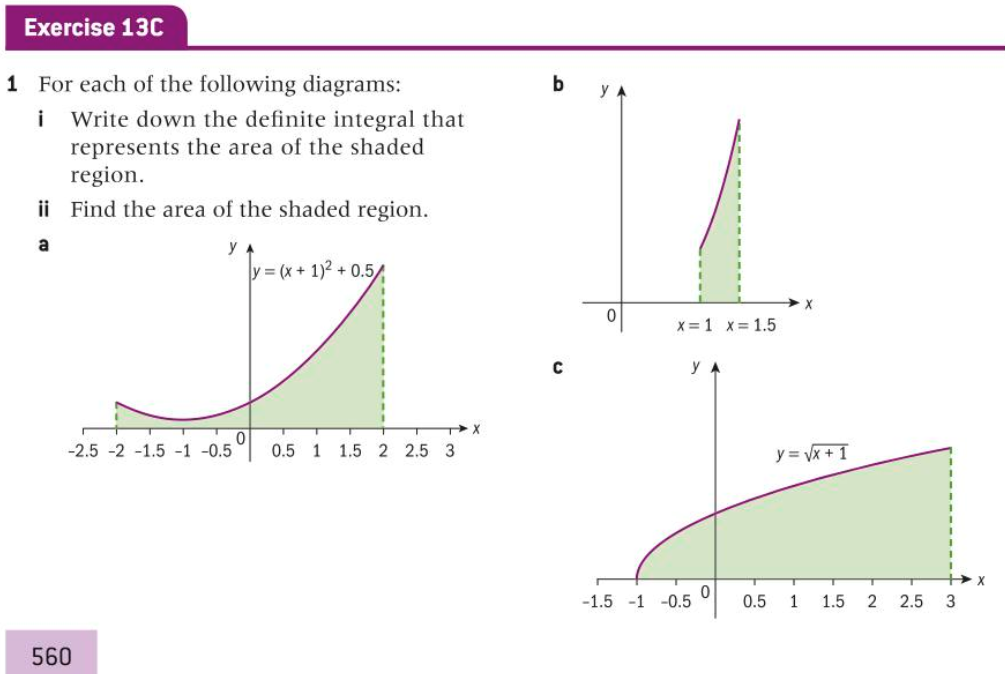 Exercise 13C
1 For each of the following diagrams:
i Write down the definite integral that
represents the area of the shaded
region.
ii Find the area of the shaded region.
a
y
y = (x + 1)² + 0.5
x
0
-2.5 -2 -1.5 -1 -0.5 0.5 1 1.5 2 2.5 3
b
y
x
0
x = 1 x = 1.5
c
y
y = √(x + 1)
x
0
-1.5 -1 -0.5 0.5 1 1.5 2 2.5 3
560